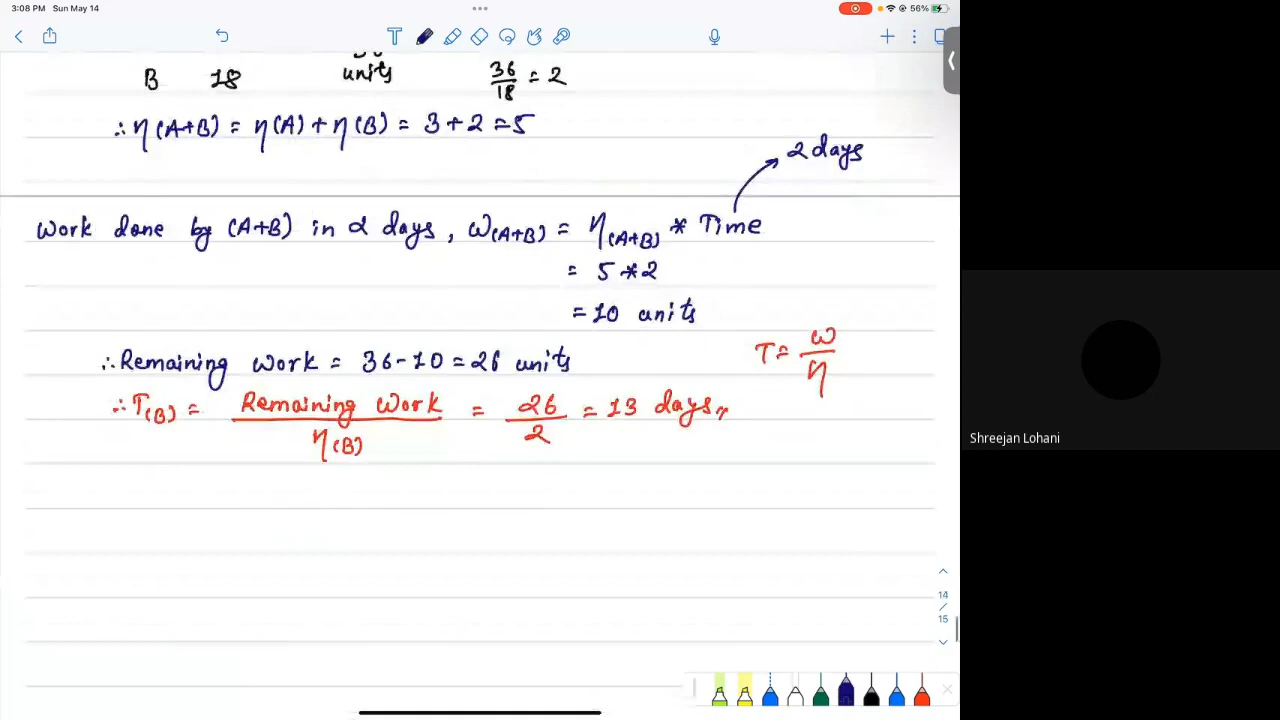 3:08 PM Sun May 14
56%
units
B 18 36/18 = 2
∴ η(A+B) = η(A) + η(B) = 3 + 2 = 5
2 days
Work done by (A+B) in 2 days, ω(A+B) = η(A+B) * Time
= 5 * 2
= 10 units
T = ω/η
∴ Remaining Work = 36 - 10 = 26 units
∴ T(B) = Remaining Work / η(B) = 26/2 = 13 days
Shreejan Lohani
14
/
15